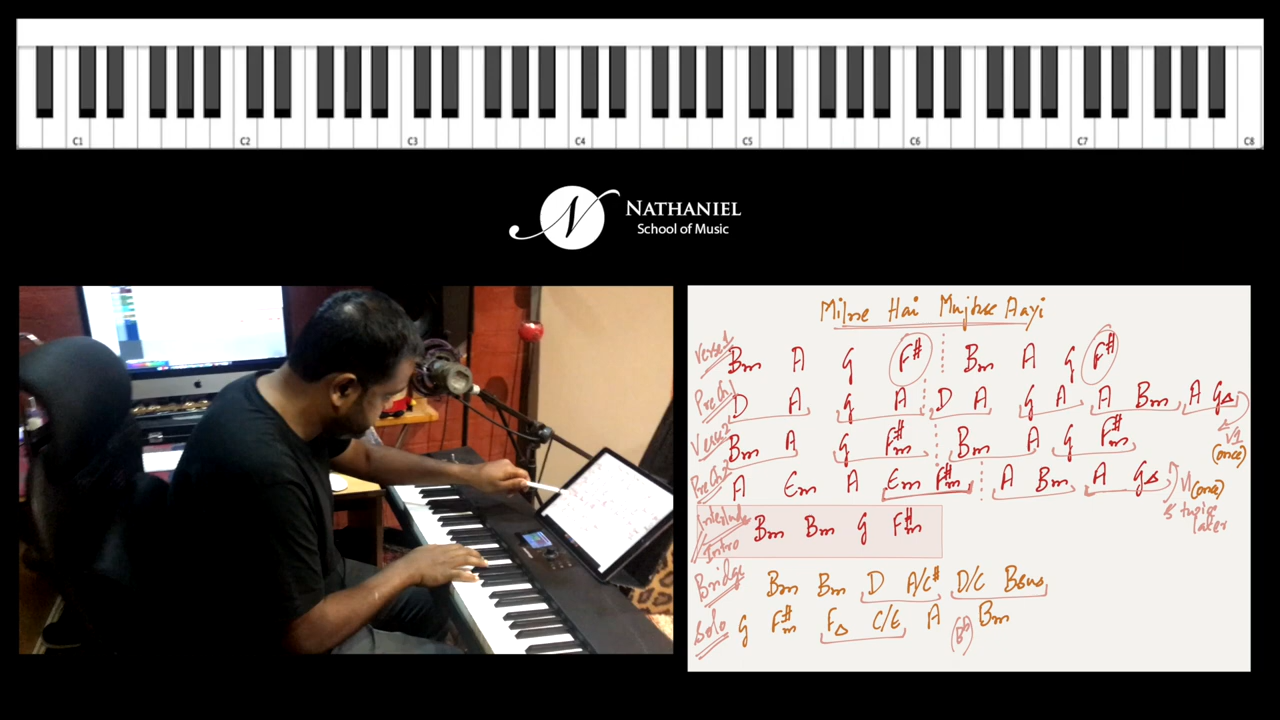 C1 C2 C3 C4 C5 C6 C7 C8
NATHANIEL
School of Music
Milne Hai Mujhse Aayi
Verse1 Bm A G F# Bm A G F#
PreCh1 D A G A D A G A A Bm A G△
V1
(once)
Verse2 Bm A G F#m Bm A G F#m
PreCh2 A Em A Em F#m A Bm A G△
V1 (once)
twice later
Interlude
Intro Bm Bm G F#m
Bridge Bm Bm D A/C# D/C Bsus
Solo G F#m F△ C/E A Bm